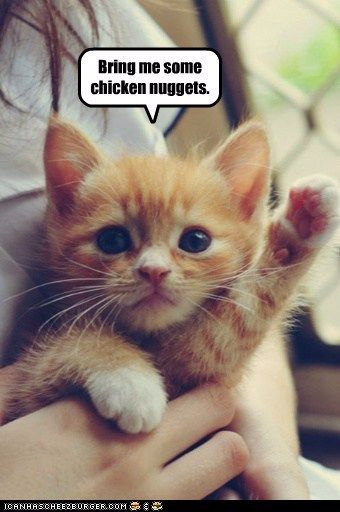 Bring me some
chicken nuggets.
ICANHASCHEEZBURGER.COM